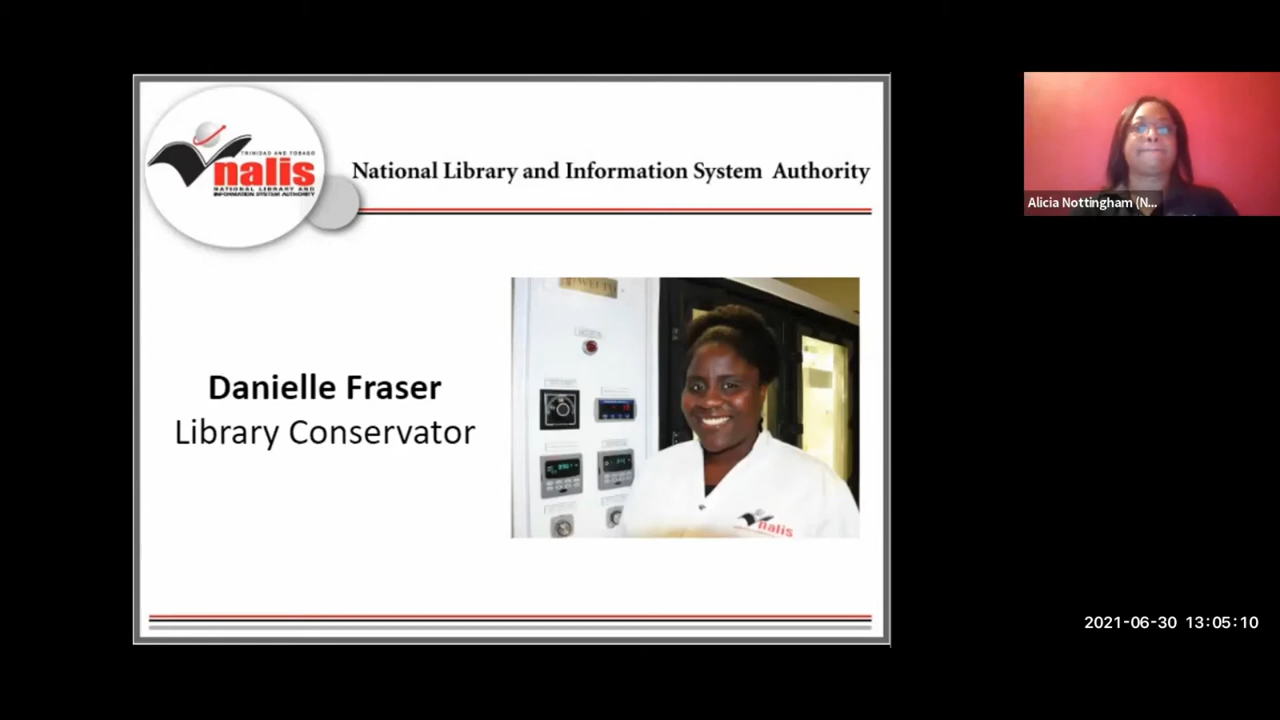 TRINIDAD AND TOBAGO
nalis
NATIONAL LIBRARY AND
INFORMATION SYSTEM AUTHORITY
National Library and Information System Authority
Danielle Fraser
Library Conservator
nalis
Alicia Nottingham (N...
2021-06-30 13:05:10